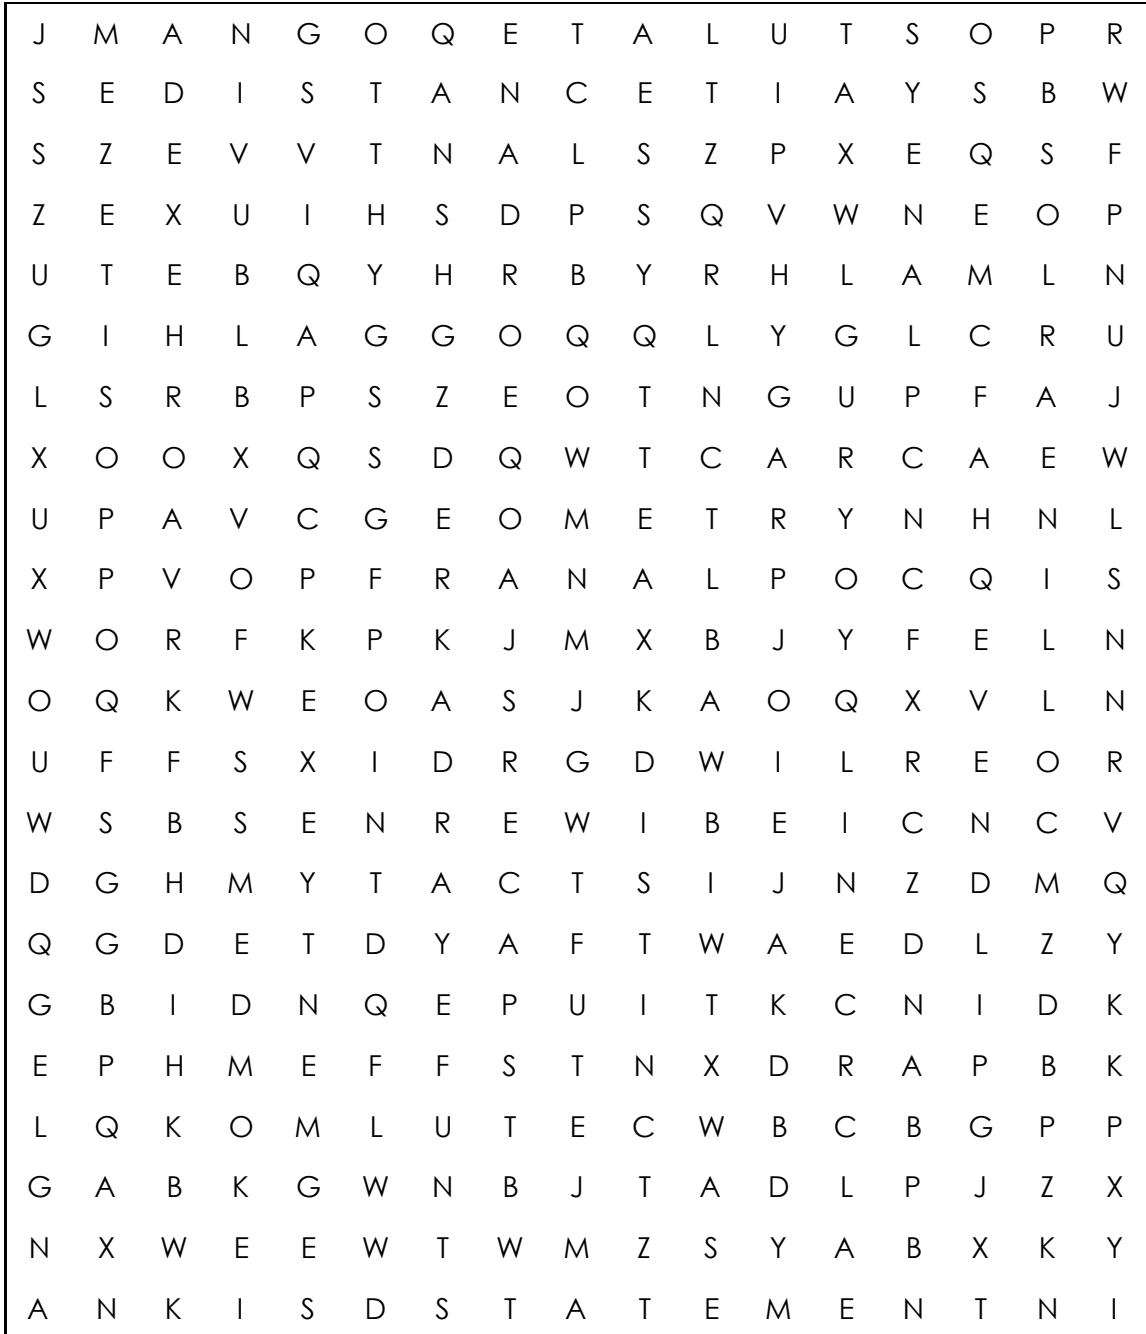 J M A N G O Q E T A L U T S O P R
S E D I S T A N C E T I A Y S B W
S Z E V V T N A L S Z P X E Q S F
Z E X U I H S D P S Q V W N E O P
U T E B Q Y H R B Y R H L A M L N
G I H L A G G O Q Q L Y G L C R U
L S R B P S Z E O T N G U P F A J
X O O X Q S D Q W T C A R C A E W
U P A V C G E O M E T R Y N H N L
X P V O P F R A N A L P O C Q I S
W O R F K P K J M X B J Y F E L N
O Q K W E O A S J K A O Q X V L N
U F F S X I D R G D W I L R E O R
W S B S E N R E W I B E I C N C V
D G H M Y T A C T S I J N Z D M Q
Q G D E T D Y A F T W A E D L Z Y
G B I D N Q E P U I T K C N I D K
E P H M E F F S T N X D R A P B K
L Q K O M L U T E C W B C B G P P
G A B K G W N B J T A D L P J Z X
N X W E E W T W M Z S Y A B X K Y
A N K I S D S T A T E M E N T N I